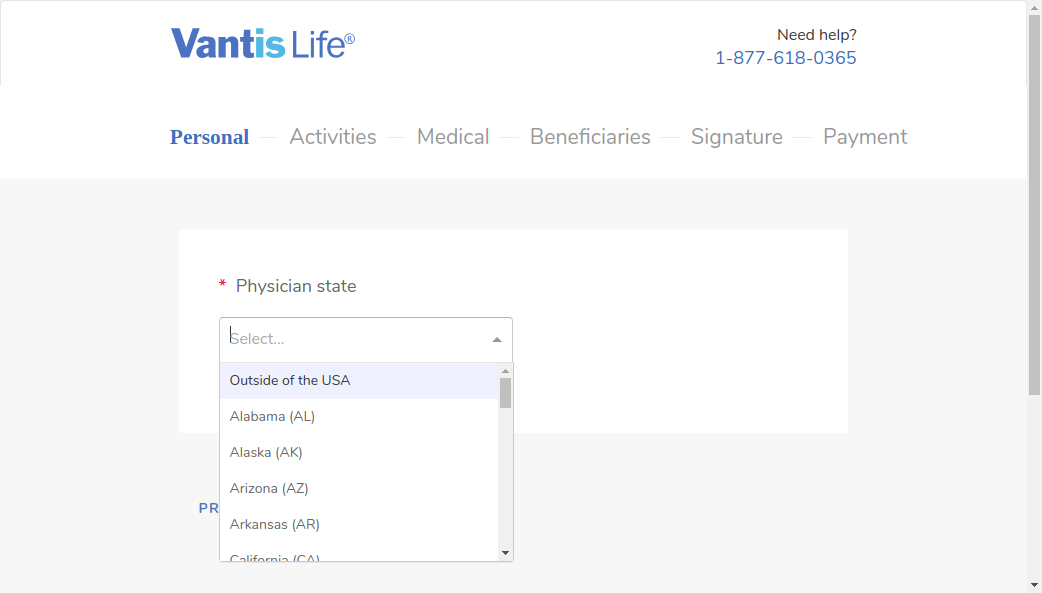 Vantis Life®
Need help?
1-877-618-0365
Personal Activities Medical Beneficiaries Signature Payment
* Physician state
Select...
Outside of the USA
Alabama (AL)
Alaska (AK)
Arizona (AZ)
Arkansas (AR)
California (CA)
PR